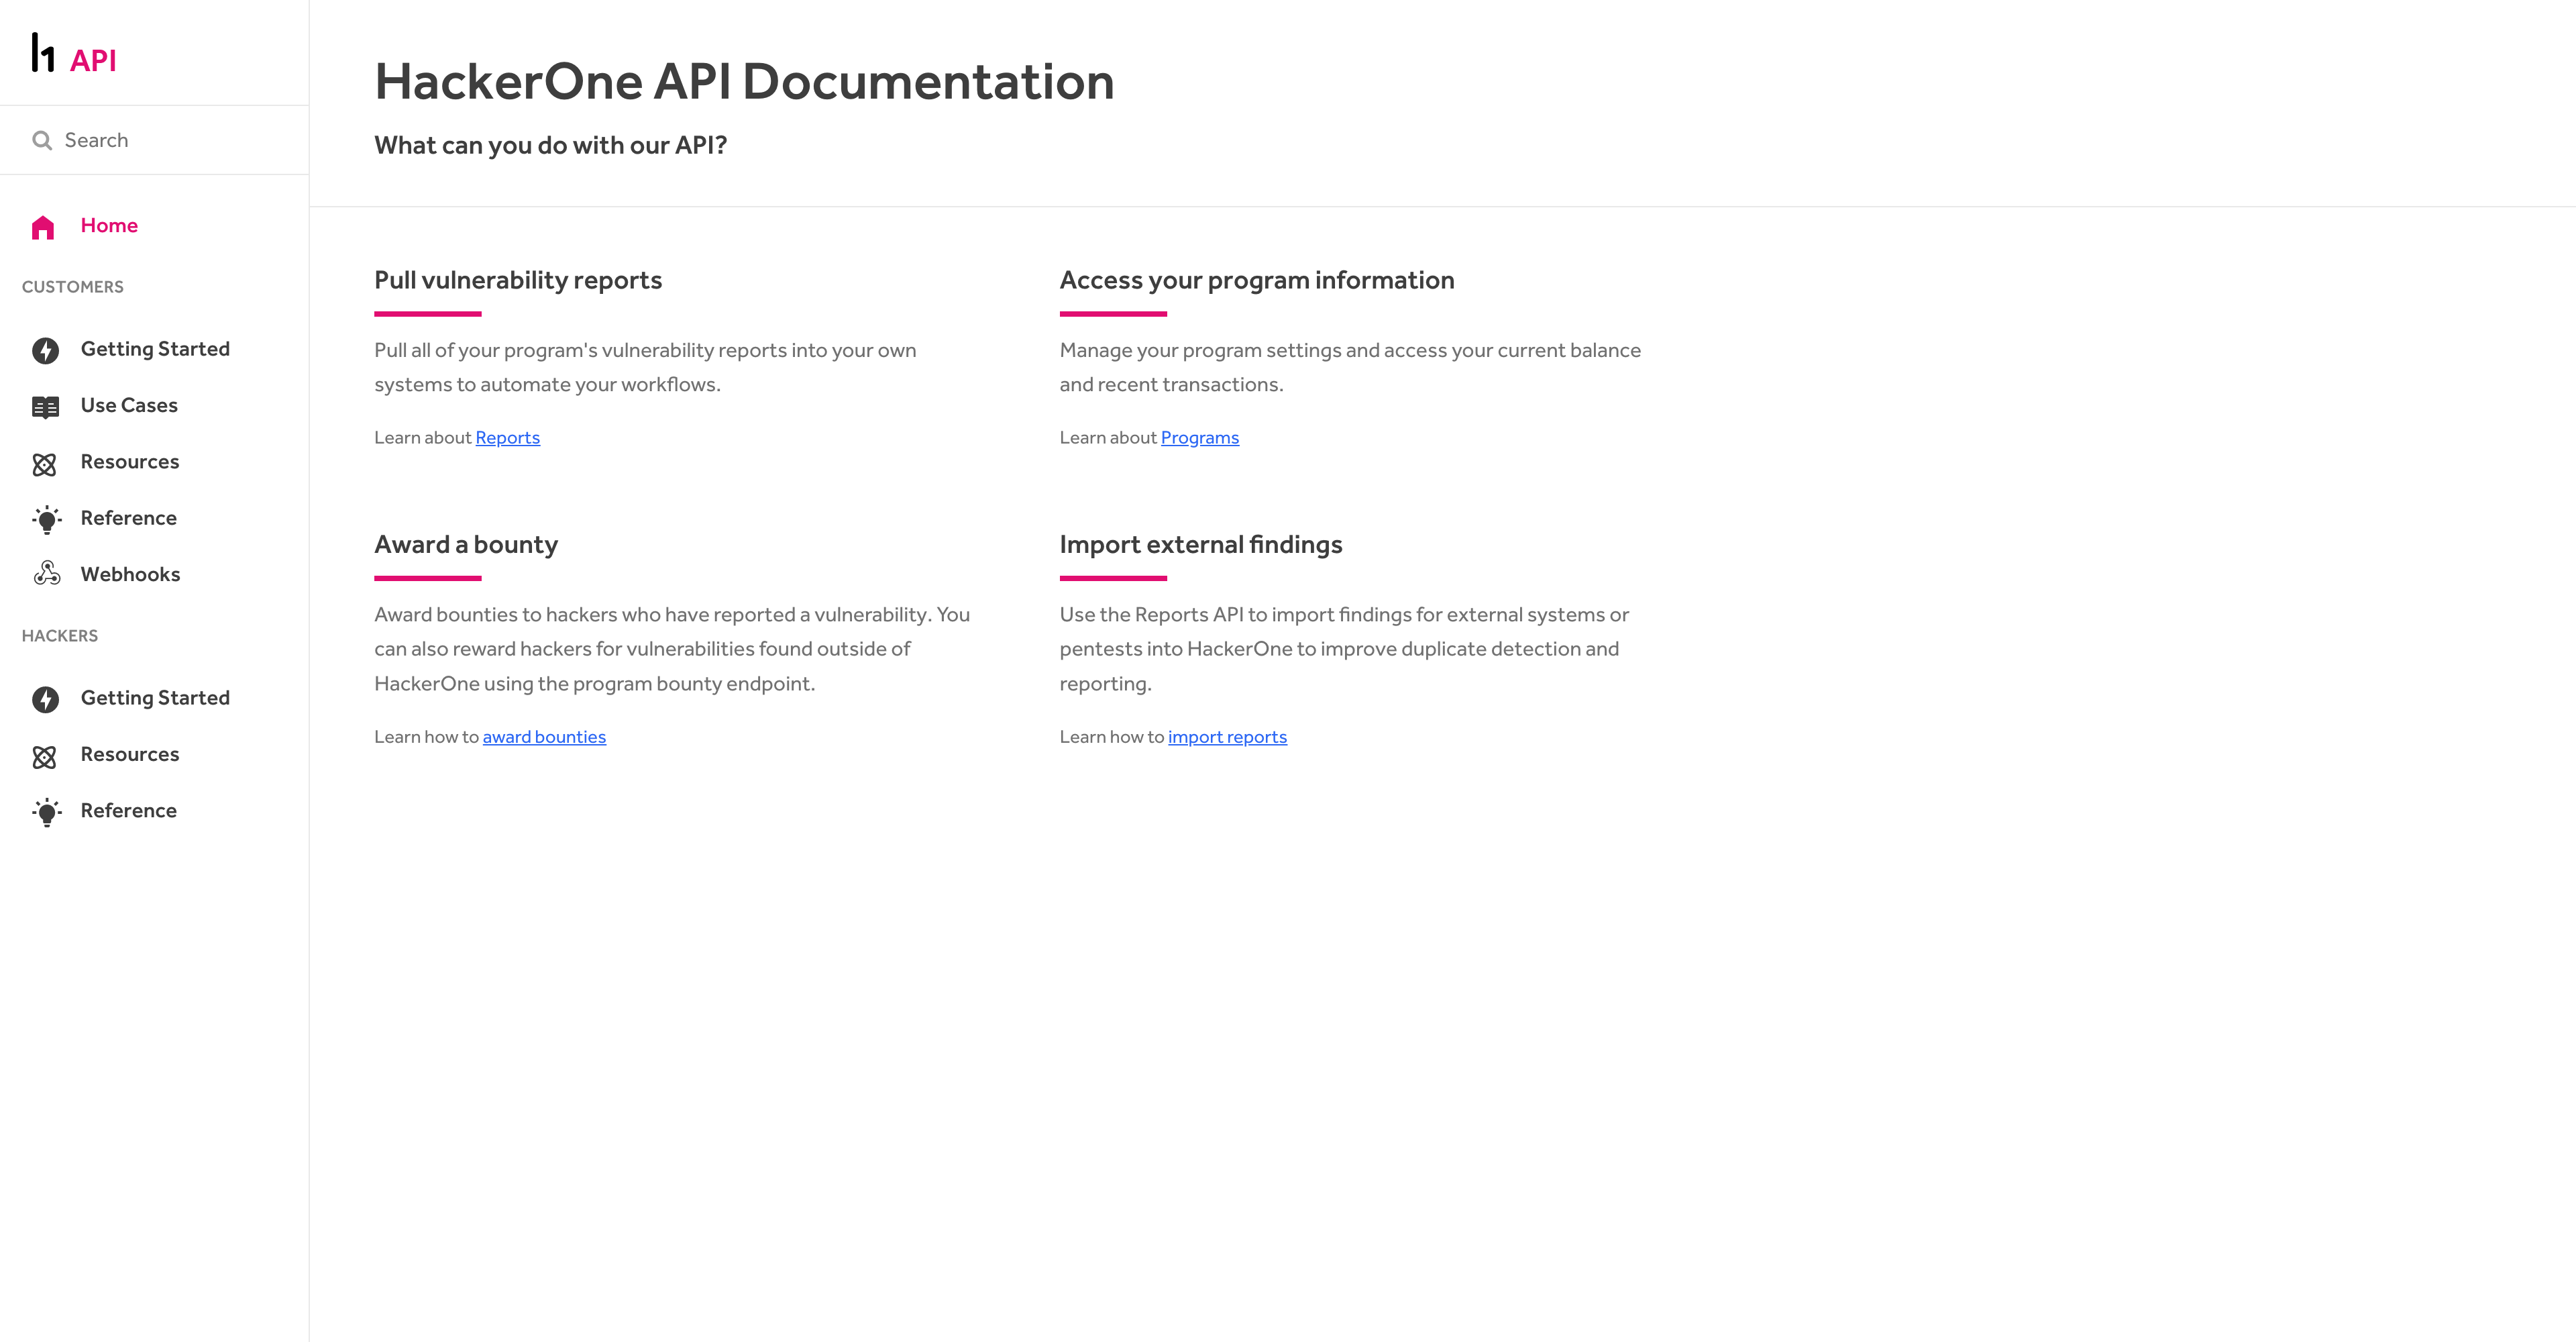 h1 API
Search
Home
CUSTOMERS
Getting Started
Use Cases
Resources
Reference
Webhooks
HACKERS
Getting Started
Resources
Reference
HackerOne API Documentation
What can you do with our API?
Pull vulnerability reports
Pull all of your program's vulnerability reports into your own
systems to automate your workflows.
Learn about Reports
Access your program information
Manage your program settings and access your current balance
and recent transactions.
Learn about Programs
Award a bounty
Award bounties to hackers who have reported a vulnerability. You
can also reward hackers for vulnerabilities found outside of
HackerOne using the program bounty endpoint.
Learn how to award bounties
Import external findings
Use the Reports API to import findings for external systems or
pentests into HackerOne to improve duplicate detection and
reporting.
Learn how to import reports